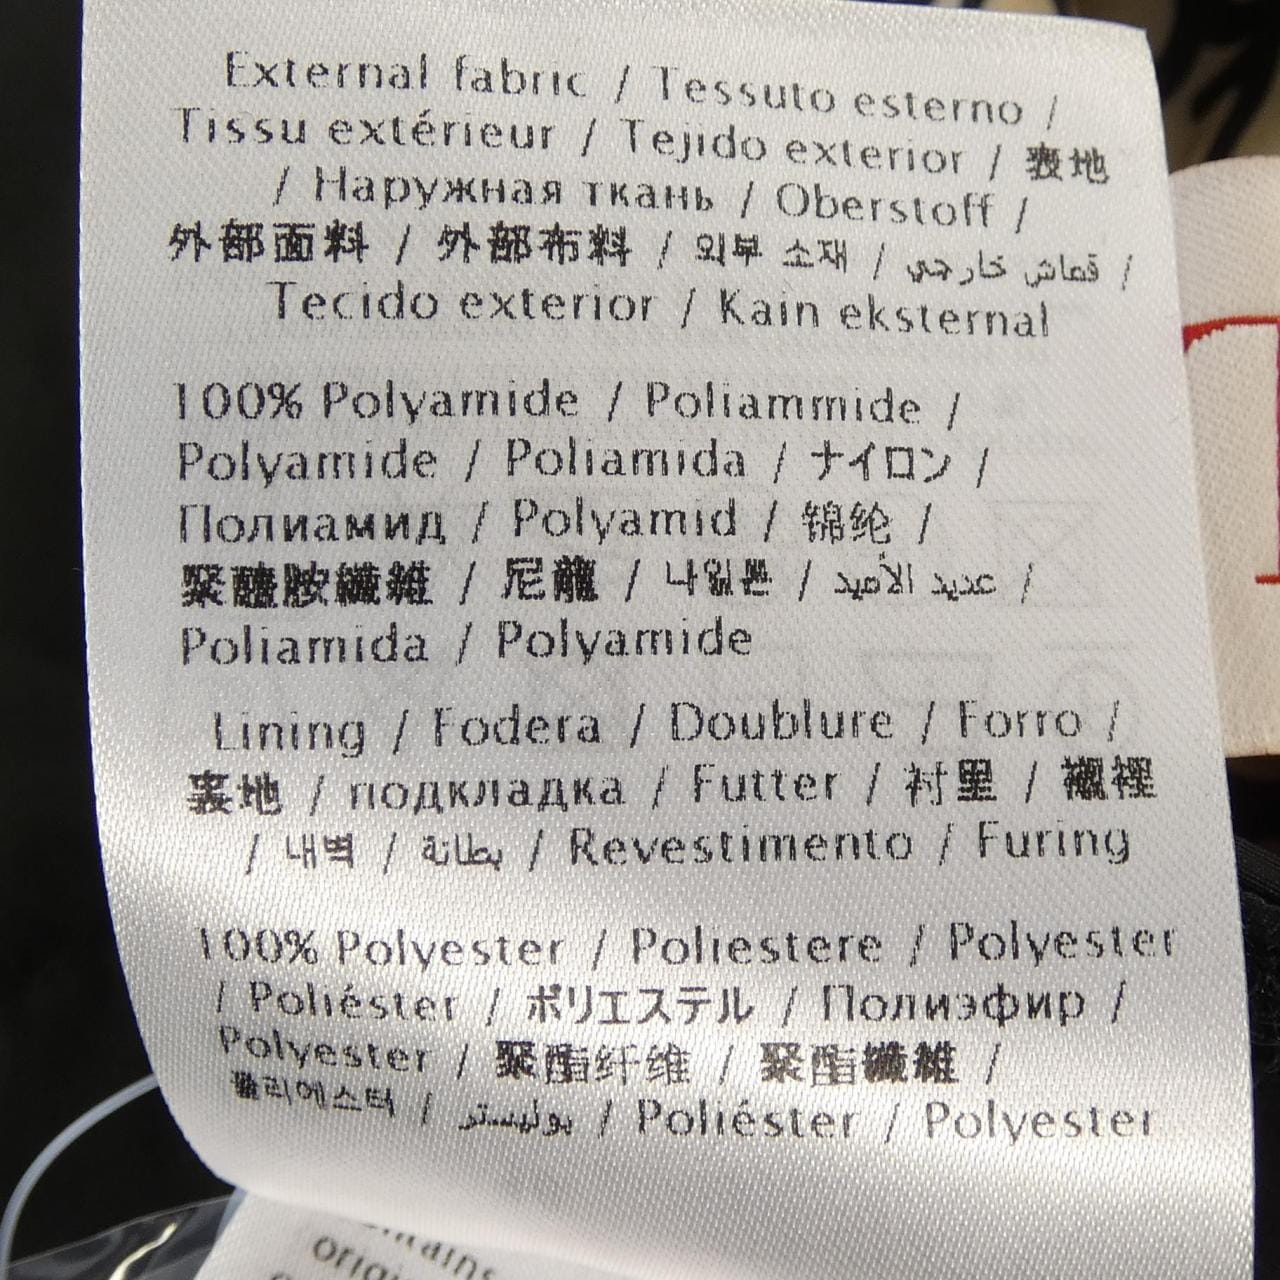 External fabric / Tessuto esterno /
Tissu extérieur / Tejido exterior / 表地
/ Наружная ткань / Oberstoff /
外部面料 / 外部布料 / 외부 소재 / قماش خارجي /
Tecido exterior / Kain eksternal
100% Polyamide / Poliammide /
Polyamide / Poliamida / ナイロン /
Полиамид / Polyamid / 锦纶 /
聚醯胺纖維 / 尼龍 / 나일론 / عديد الأميد /
Poliamida / Polyamide
Lining / Fodera / Doublure / Forro /
裏地 / подкладка / Futter / 衬里 / 襯裡
/ 내벽 / بطانة / Revestimento / Furing
100% Polyester / Poliestere / Polyester
/ Poliéster / ポリエステル / Полиэфир /
Polyester / 聚酯纤维 / 聚酯纖維 /
폴리에스터 / بوليستر / Poliéster / Polyester